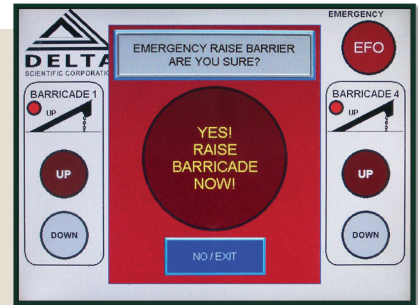 EMERGENCY
EFO
DELTA
SCIENTIFIC CORPORATIO
EMERGENCY RAISE BARRIER
ARE YOU SURE?
BARRICADE 1
UP
UP
DOWN
YES!
RAISE
BARRICADE
NOW!
NO / EXIT
BARRICADE 4
UP
UP
DOWN